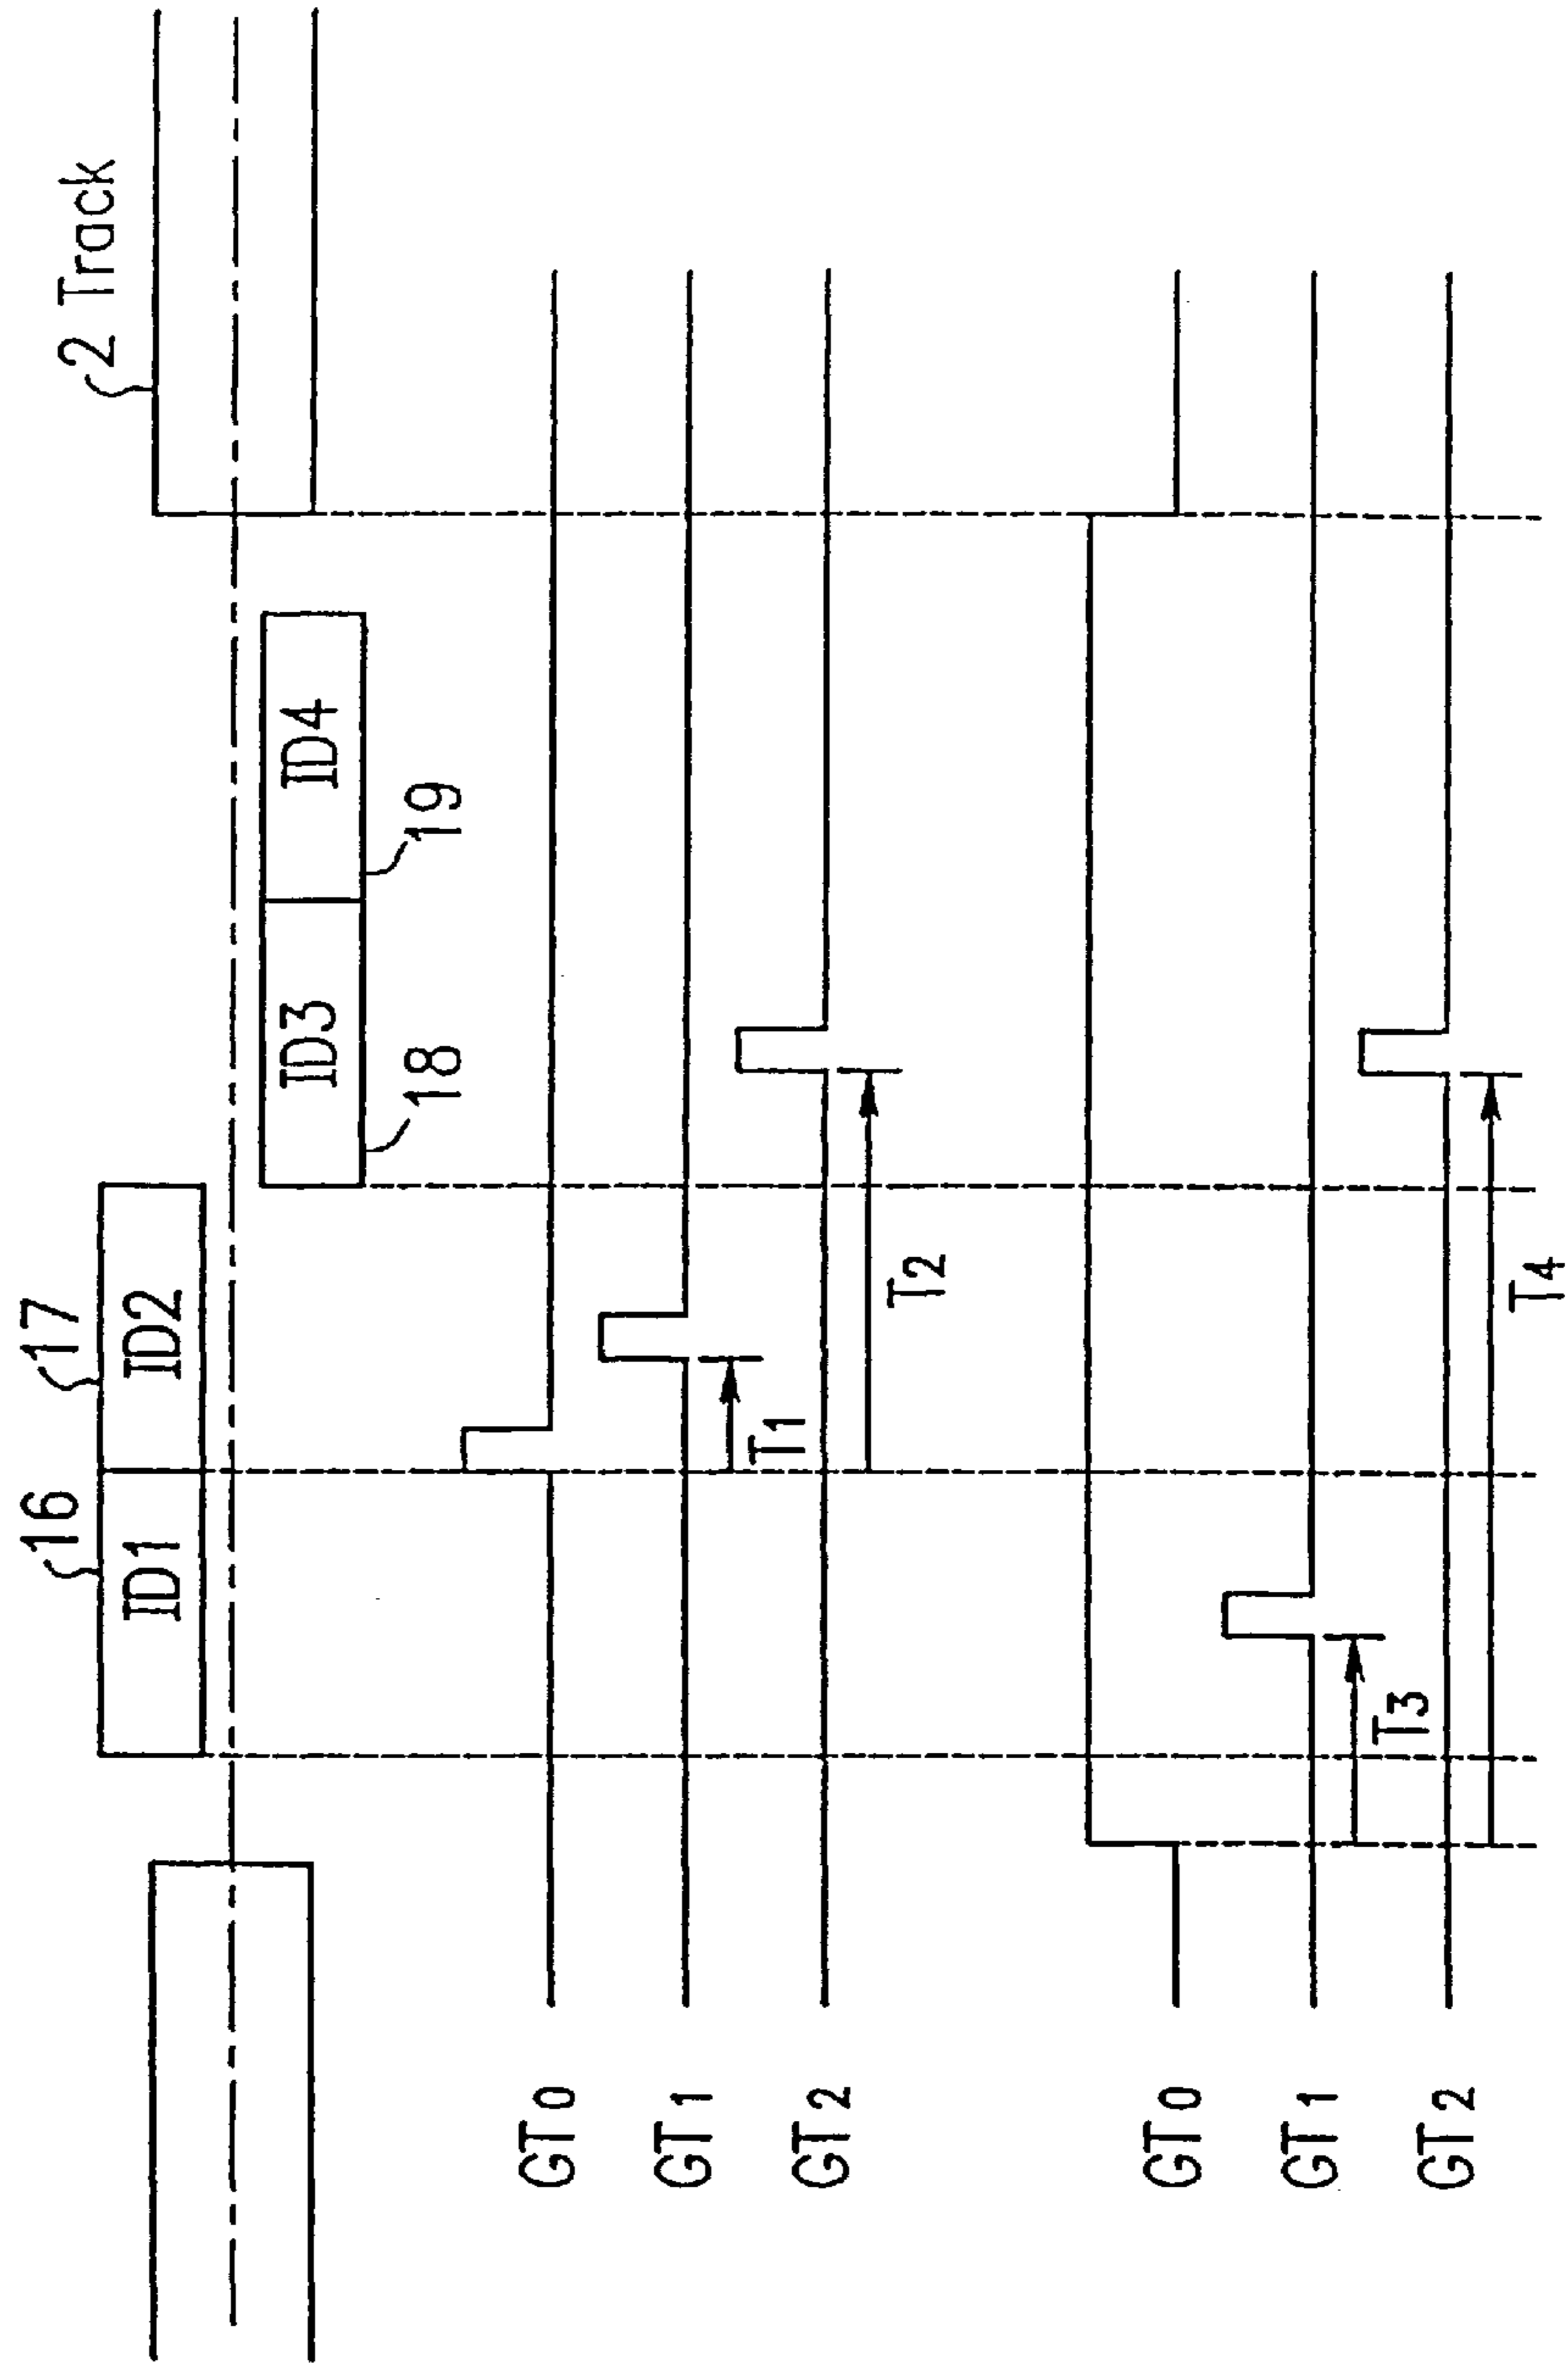 16
17
2 Track
ID1
ID2
ID3
ID4
18
19
GT0
GT1
T1
GT2
T2
GT0
GT1
T3
GT2
T4